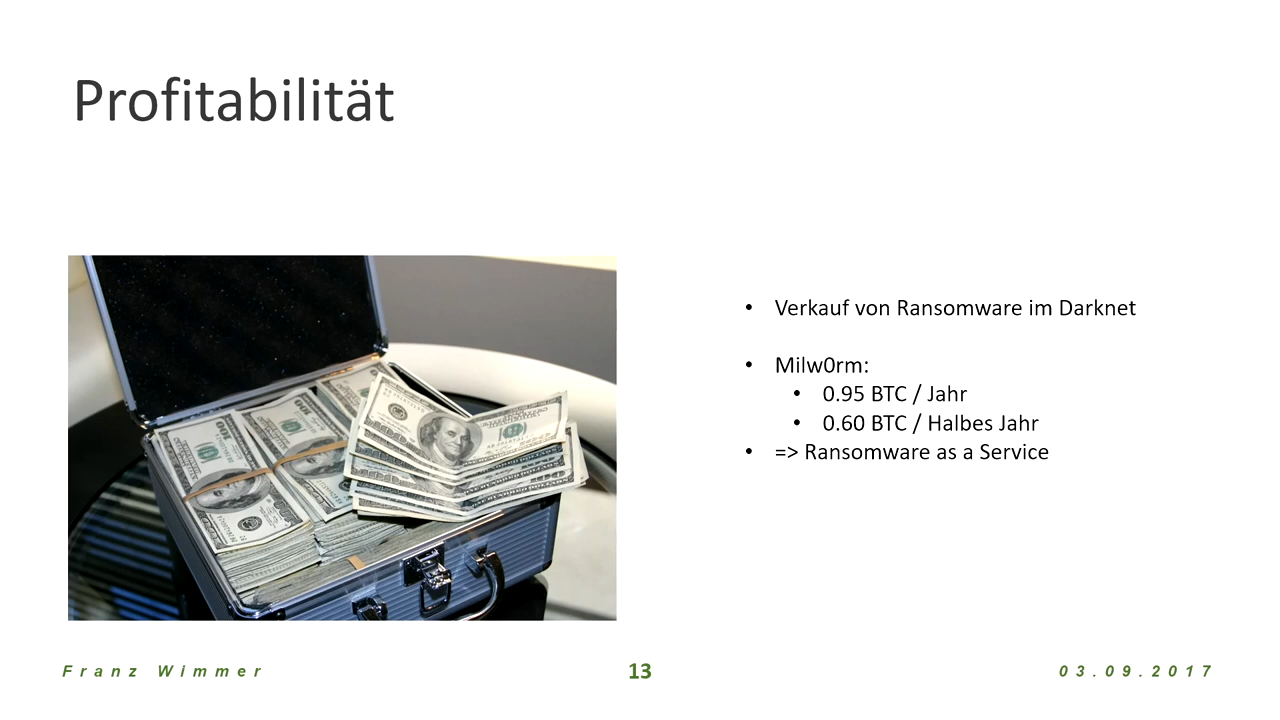 Profitabilität
• Verkauf von Ransomware im Darknet
• Milw0rm:
• 0.95 BTC / Jahr
• 0.60 BTC / Halbes Jahr
• => Ransomware as a Service
Franz Wimmer
13
03.09.2017